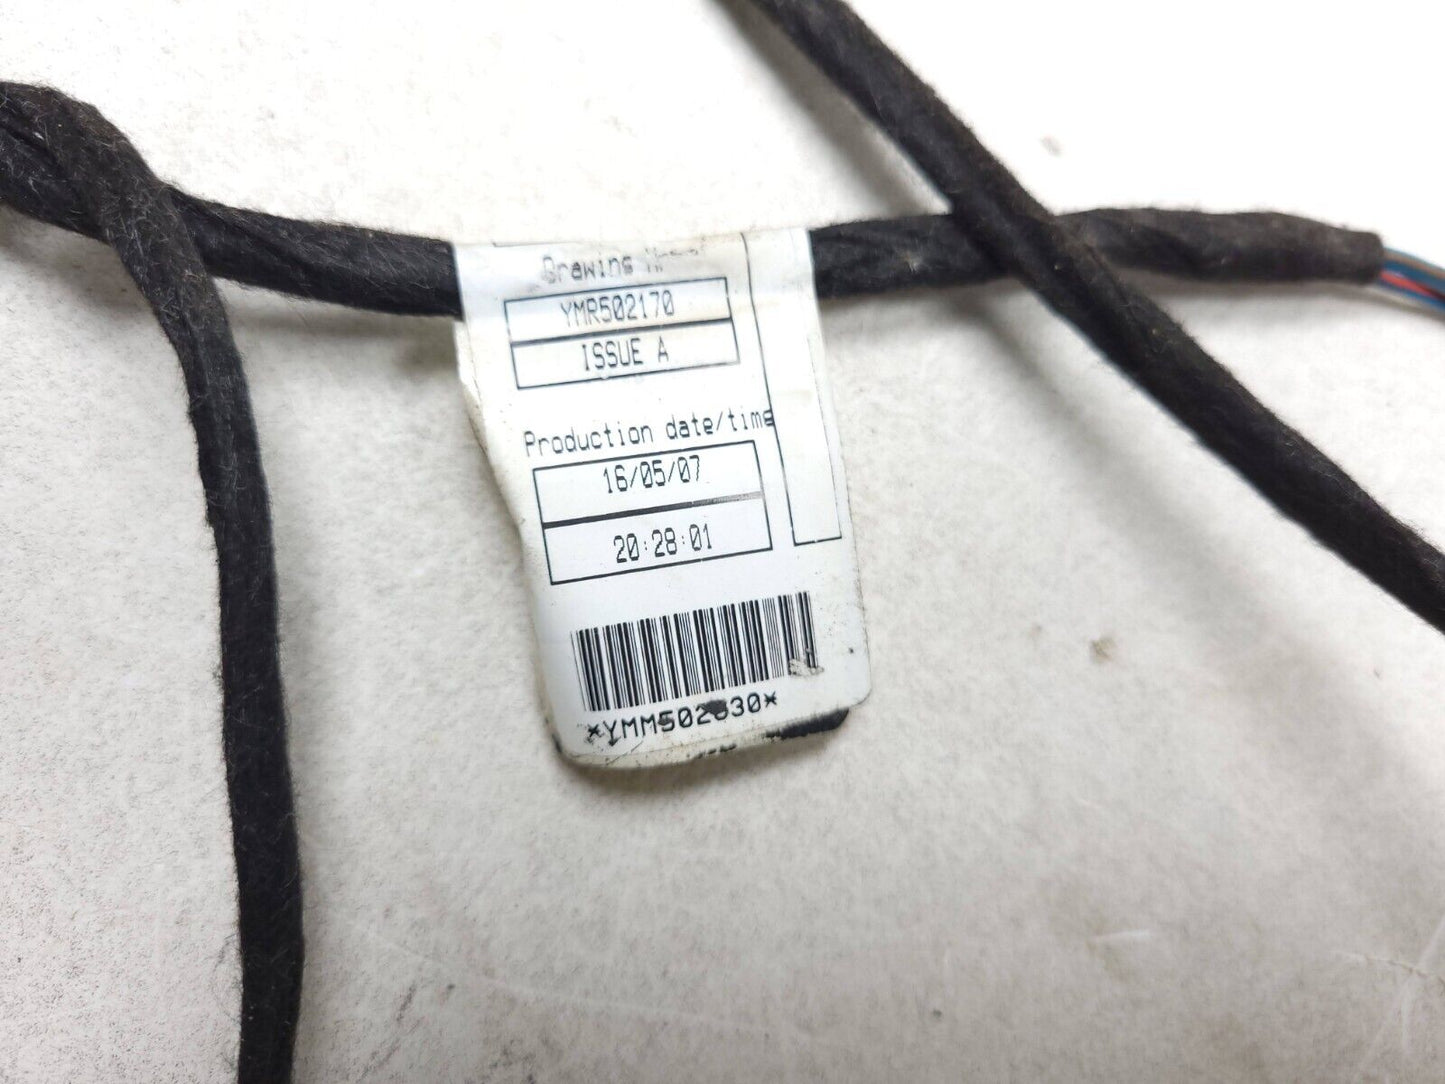 Drawing
YMR502170
ISSUE A
Production date/time
16/05/07
20:28:01